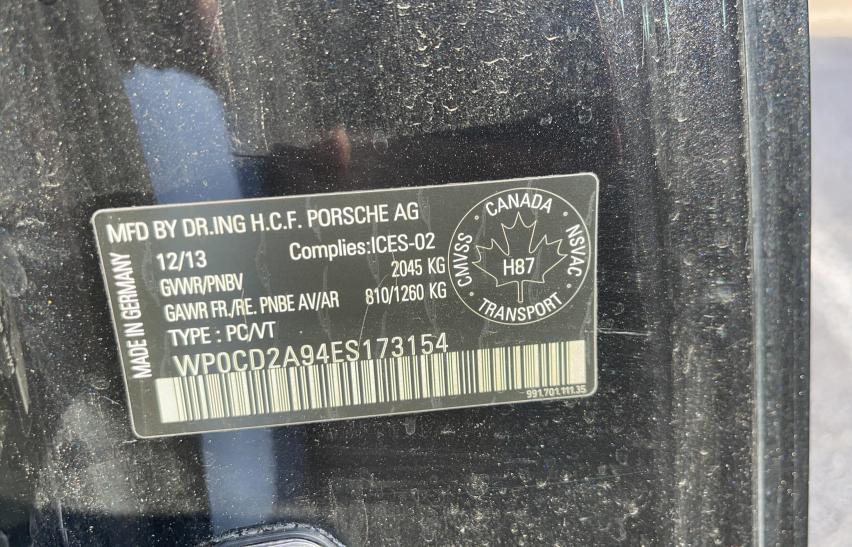 MFD BY DR.ING H.C.F. PORSCHE AG
MADE IN GERMANY
12/13 Complies:ICES-02
GVWR/PNBV 2045 KG
GAWR FR./RE. PNBE AV/AR 810/1260 KG
TYPE : PC/VT
WP0CD2A94ES173154
991.701.111.35
CANADA
CMVSS
NSVAC
H87
TRANSPORT